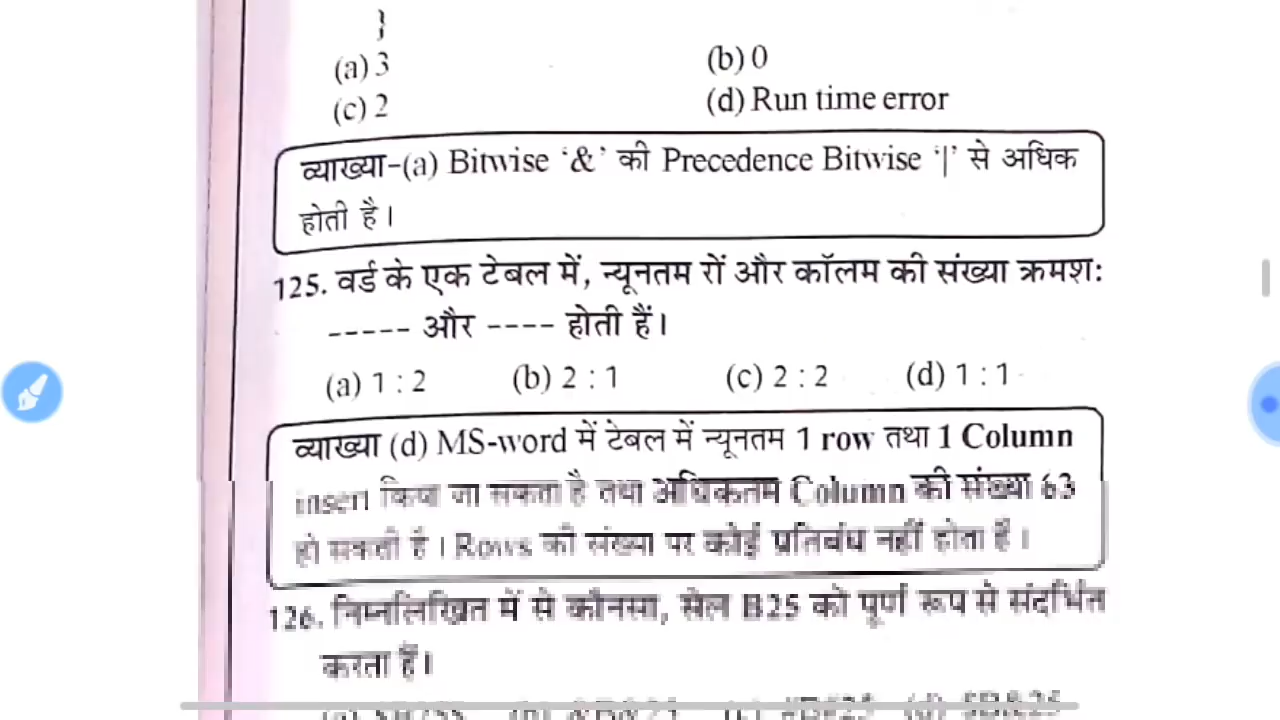 }
(a) 3 (b) 0
(c) 2 (d) Run time error
व्याख्या-(a) Bitwise ‘&’ की Precedence Bitwise ‘|’ से अधिक
होती है।
125. वर्ड के एक टेबल में, न्यूनतम रों और कॉलम की संख्या क्रमश:
----- और ---- होती हैं।
(a) 1 : 2 (b) 2 : 1 (c) 2 : 2 (d) 1 : 1
व्याख्या (d) MS-word में टेबल में न्यूनतम 1 row तथा 1 Column
insert किया जा सकता है तथा अधिकतम Column की संख्या 63
हो सकती है। Rows की संख्या पर कोई प्रतिबंध नहीं होता है।
126. निम्नलिखित में से कौनसा, सेल B25 को पूर्ण रूप से संदर्भित
करता हैं।